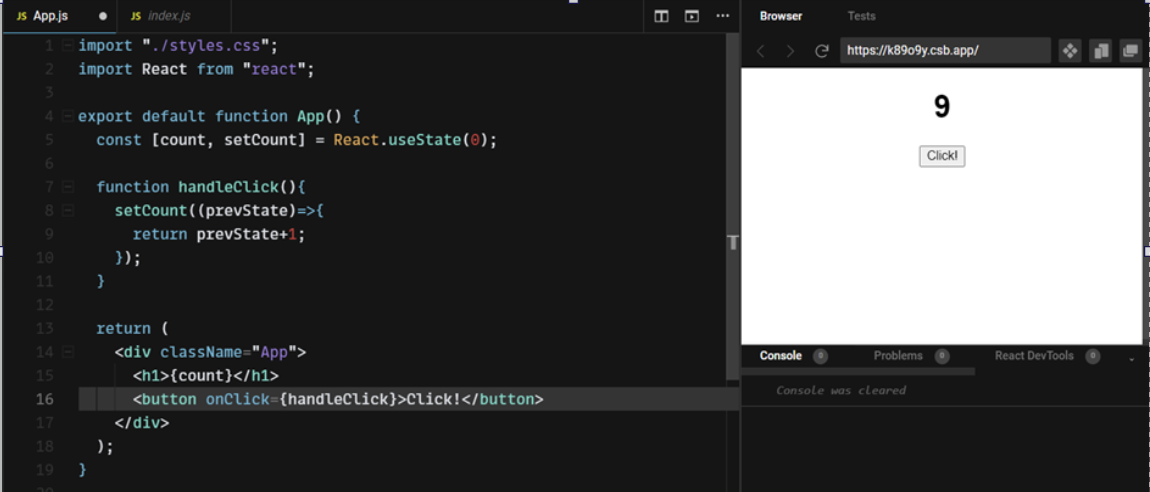 JS App.js
JS index.js
1 import "./styles.css";
2 import React from "react";
3
4 export default function App() {
5   const [count, setCount] = React.useState(0);
6
7   function handleClick(){
8     setCount((prevState)=>{
9       return prevState+1;
10     });
11   }
12
13   return (
14     <div className="App">
15       <h1>{count}</h1>
16       <button onClick={handleClick}>Click!</button>
17     </div>
18   );
19 }
Browser Tests
https://k89o9y.csb.app/
9
Click!
Console 0 Problems 0 React DevTools 0
Console was cleared